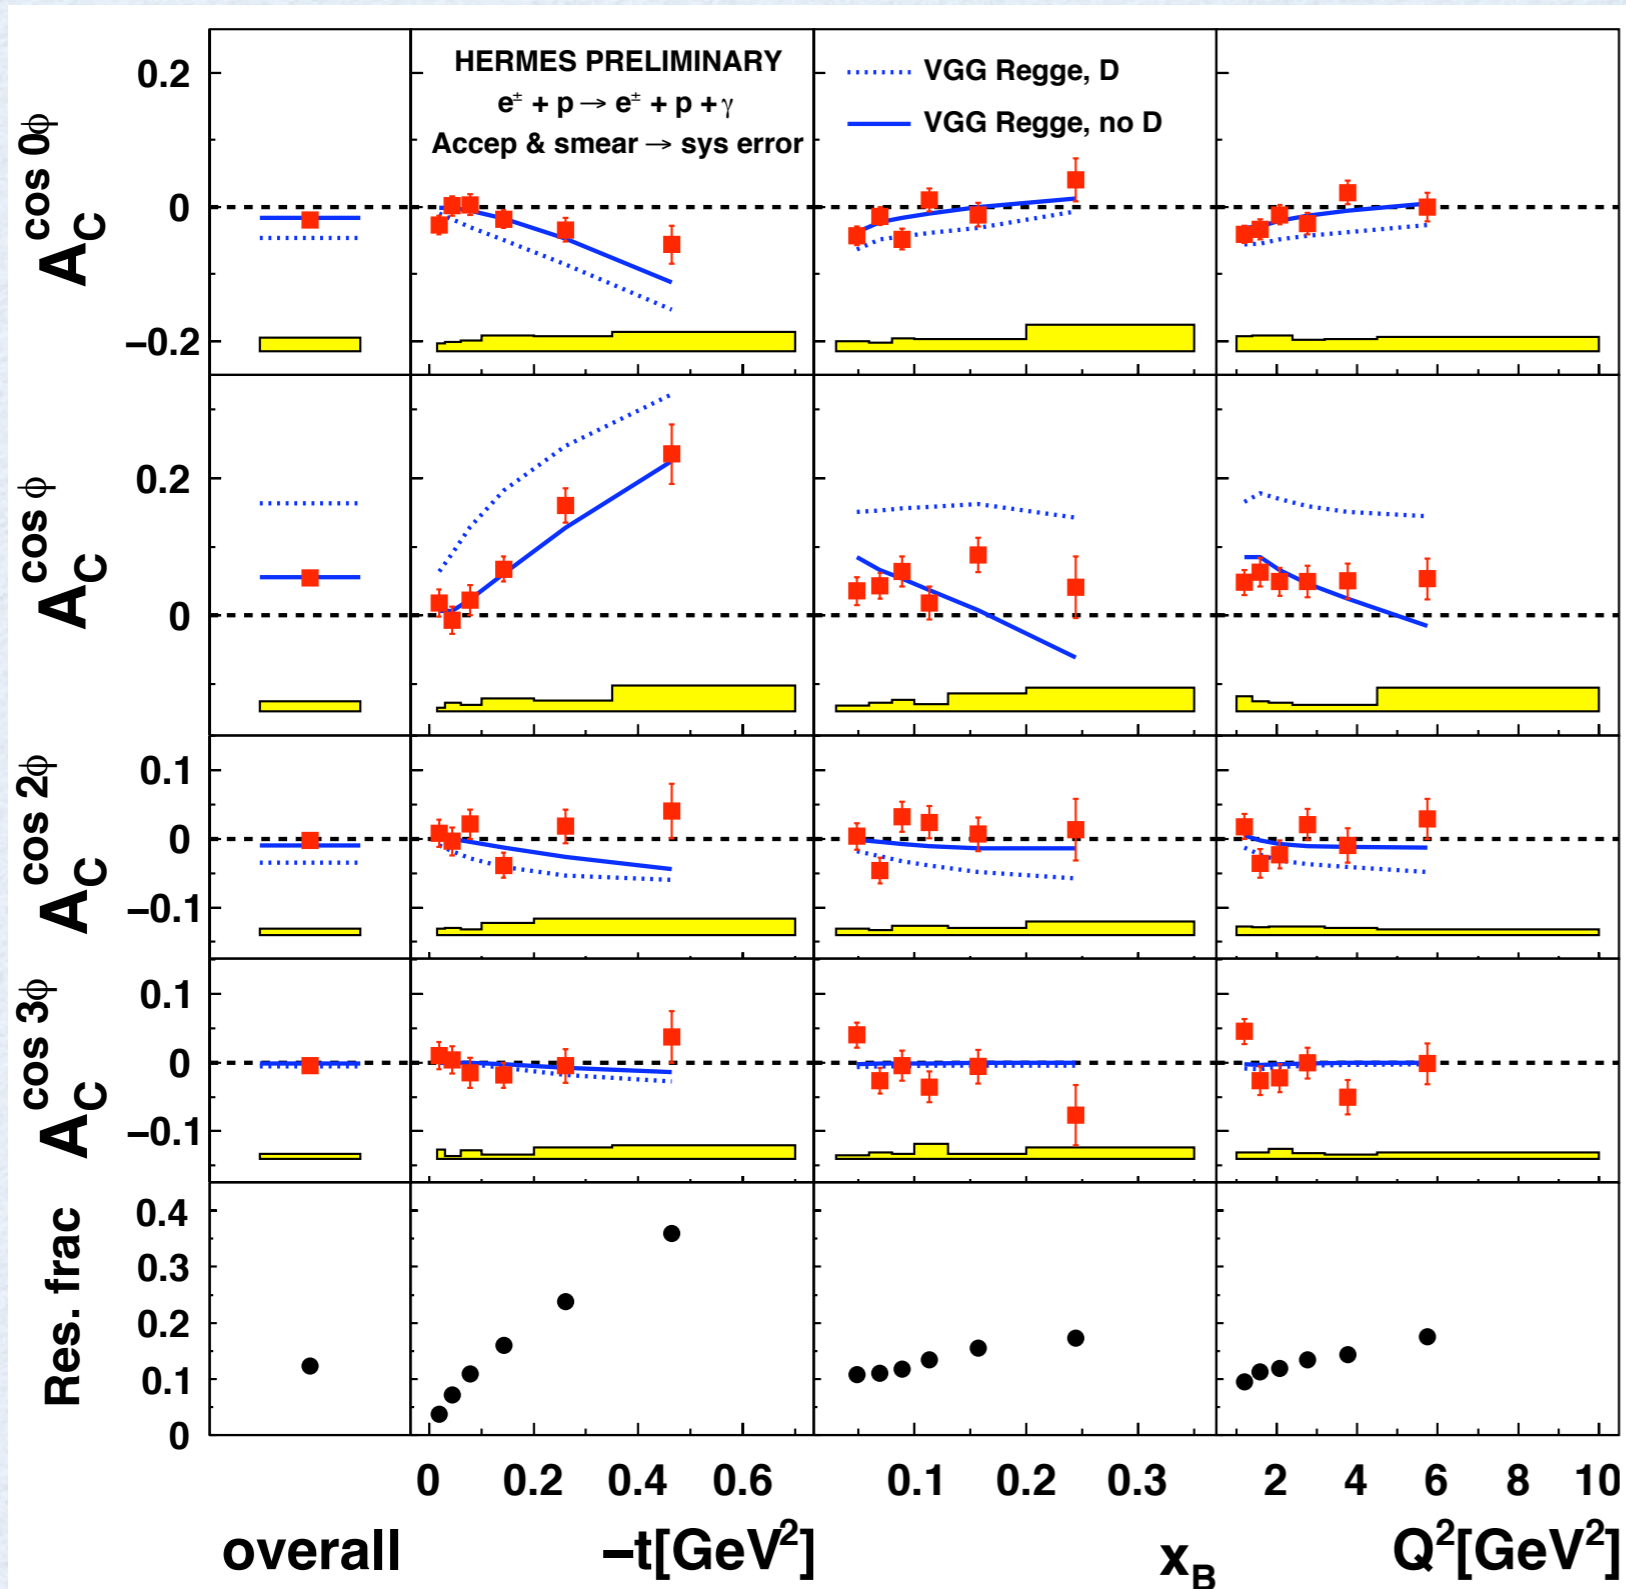 HERMES PRELIMINARY
e± + p → e± + p + γ
Accep & smear → sys error
VGG Regge, D
VGG Regge, no D
A_C^cos 0ϕ
0.2
0
−0.2
A_C^cos ϕ
0.2
0
A_C^cos 2ϕ
0.1
0
−0.1
A_C^cos 3ϕ
0.1
0
−0.1
Res. frac
0.4
0.3
0.2
0.1
0
0 0.2 0.4 0.6
0.1 0.2 0.3
2 4 6 8 10
overall
−t[GeV²]
x_B
Q²[GeV²]